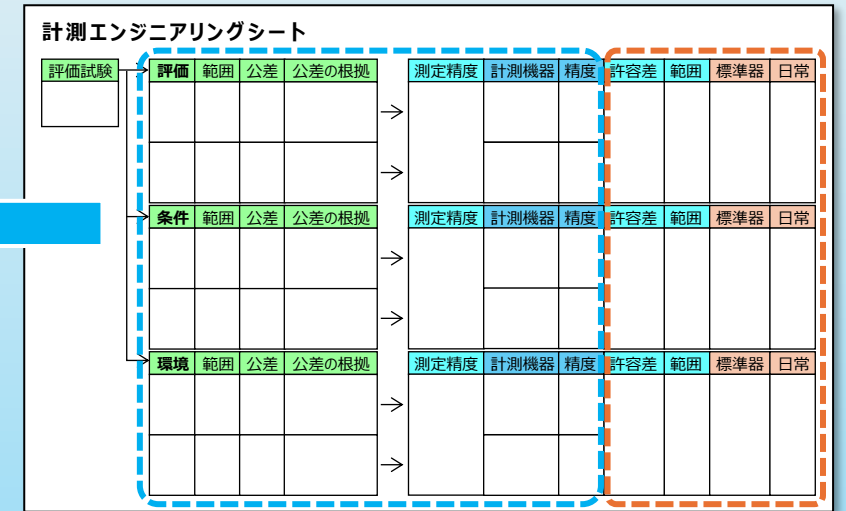 計測エンジニアリングシート
評価試験 評価 範囲 公差 公差の根拠 測定精度 計測機器 精度 許容差 範囲 標準器 日常
→
→
条件 範囲 公差 公差の根拠 測定精度 計測機器 精度 許容差 範囲 標準器 日常
→
→
環境 範囲 公差 公差の根拠 測定精度 計測機器 精度 許容差 範囲 標準器 日常
→
→